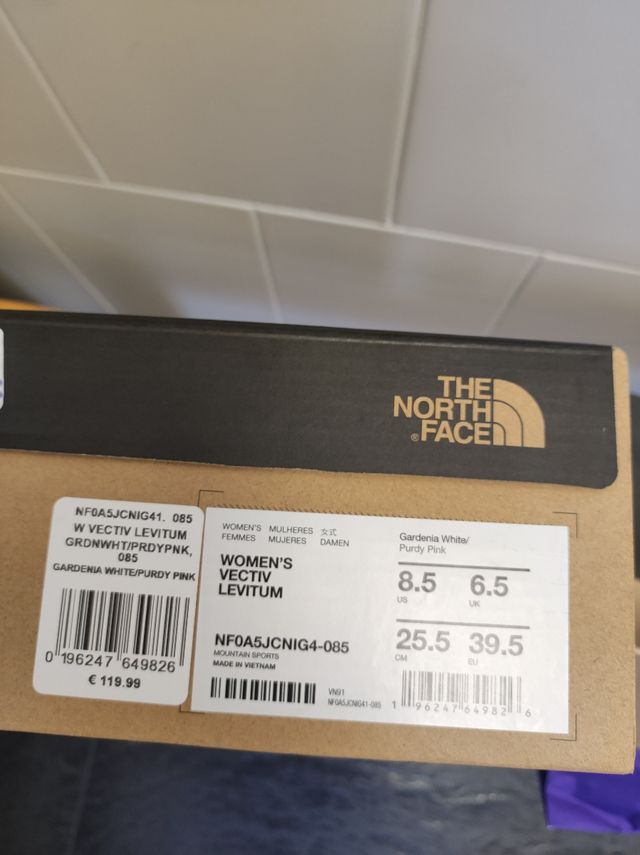 THE
NORTH
FACE
®
NF0A5JCNIG41. 085
W VECTIV LEVITUM
GRDNWHT/PRDYPNK,
085
GARDENIA WHITE/PURDY PINK
0 196247 649826
€ 119.99
WOMEN'S MULHERES 女式
FEMMES MUJERES DAMEN
WOMEN'S
VECTIV
LEVITUM
NF0A5JCNIG4-085
MOUNTAIN SPORTS
MADE IN VIETNAM
VN91
NF0A5JCNIG41-085
Gardenia White/
Purdy Pink
8.5 6.5
US UK
25.5 39.5
CM EU
1 96247 64982 6